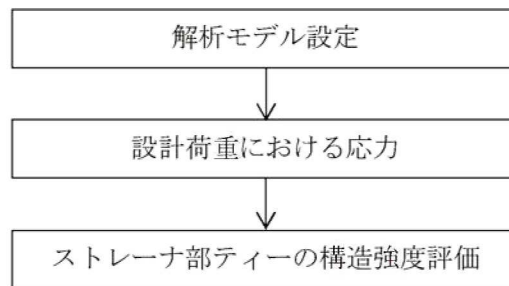 解析モデル設定
設計荷重における応力
ストレーナ部ティーの構造強度評価